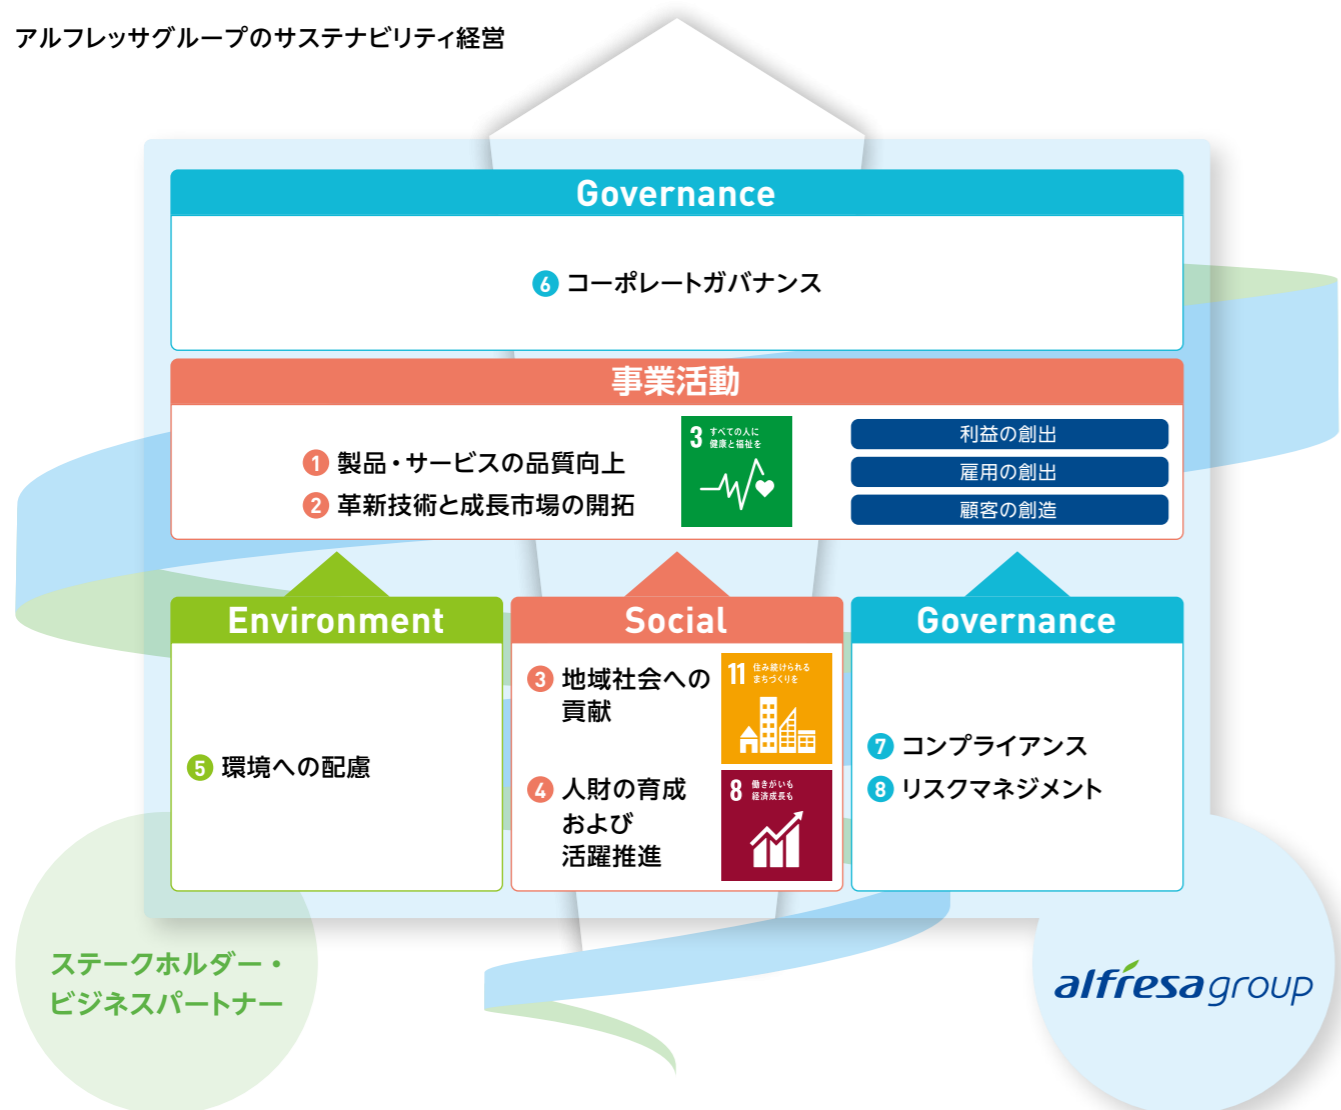 アルフレッサグループのサステナビリティ経営
Governance
6 コーポレートガバナンス
事業活動
1 製品・サービスの品質向上
2 革新技術と成長市場の開拓
3 すべての人に
健康と福祉を
利益の創出
雇用の創出
顧客の創造
Environment
5 環境への配慮
Social
3 地域社会への
貢献
11 住み続けられる
まちづくりを
4 人財の育成
および
活躍推進
8 働きがいも
経済成長も
Governance
7 コンプライアンス
8 リスクマネジメント
ステークホルダー・
ビジネスパートナー
alfresa group